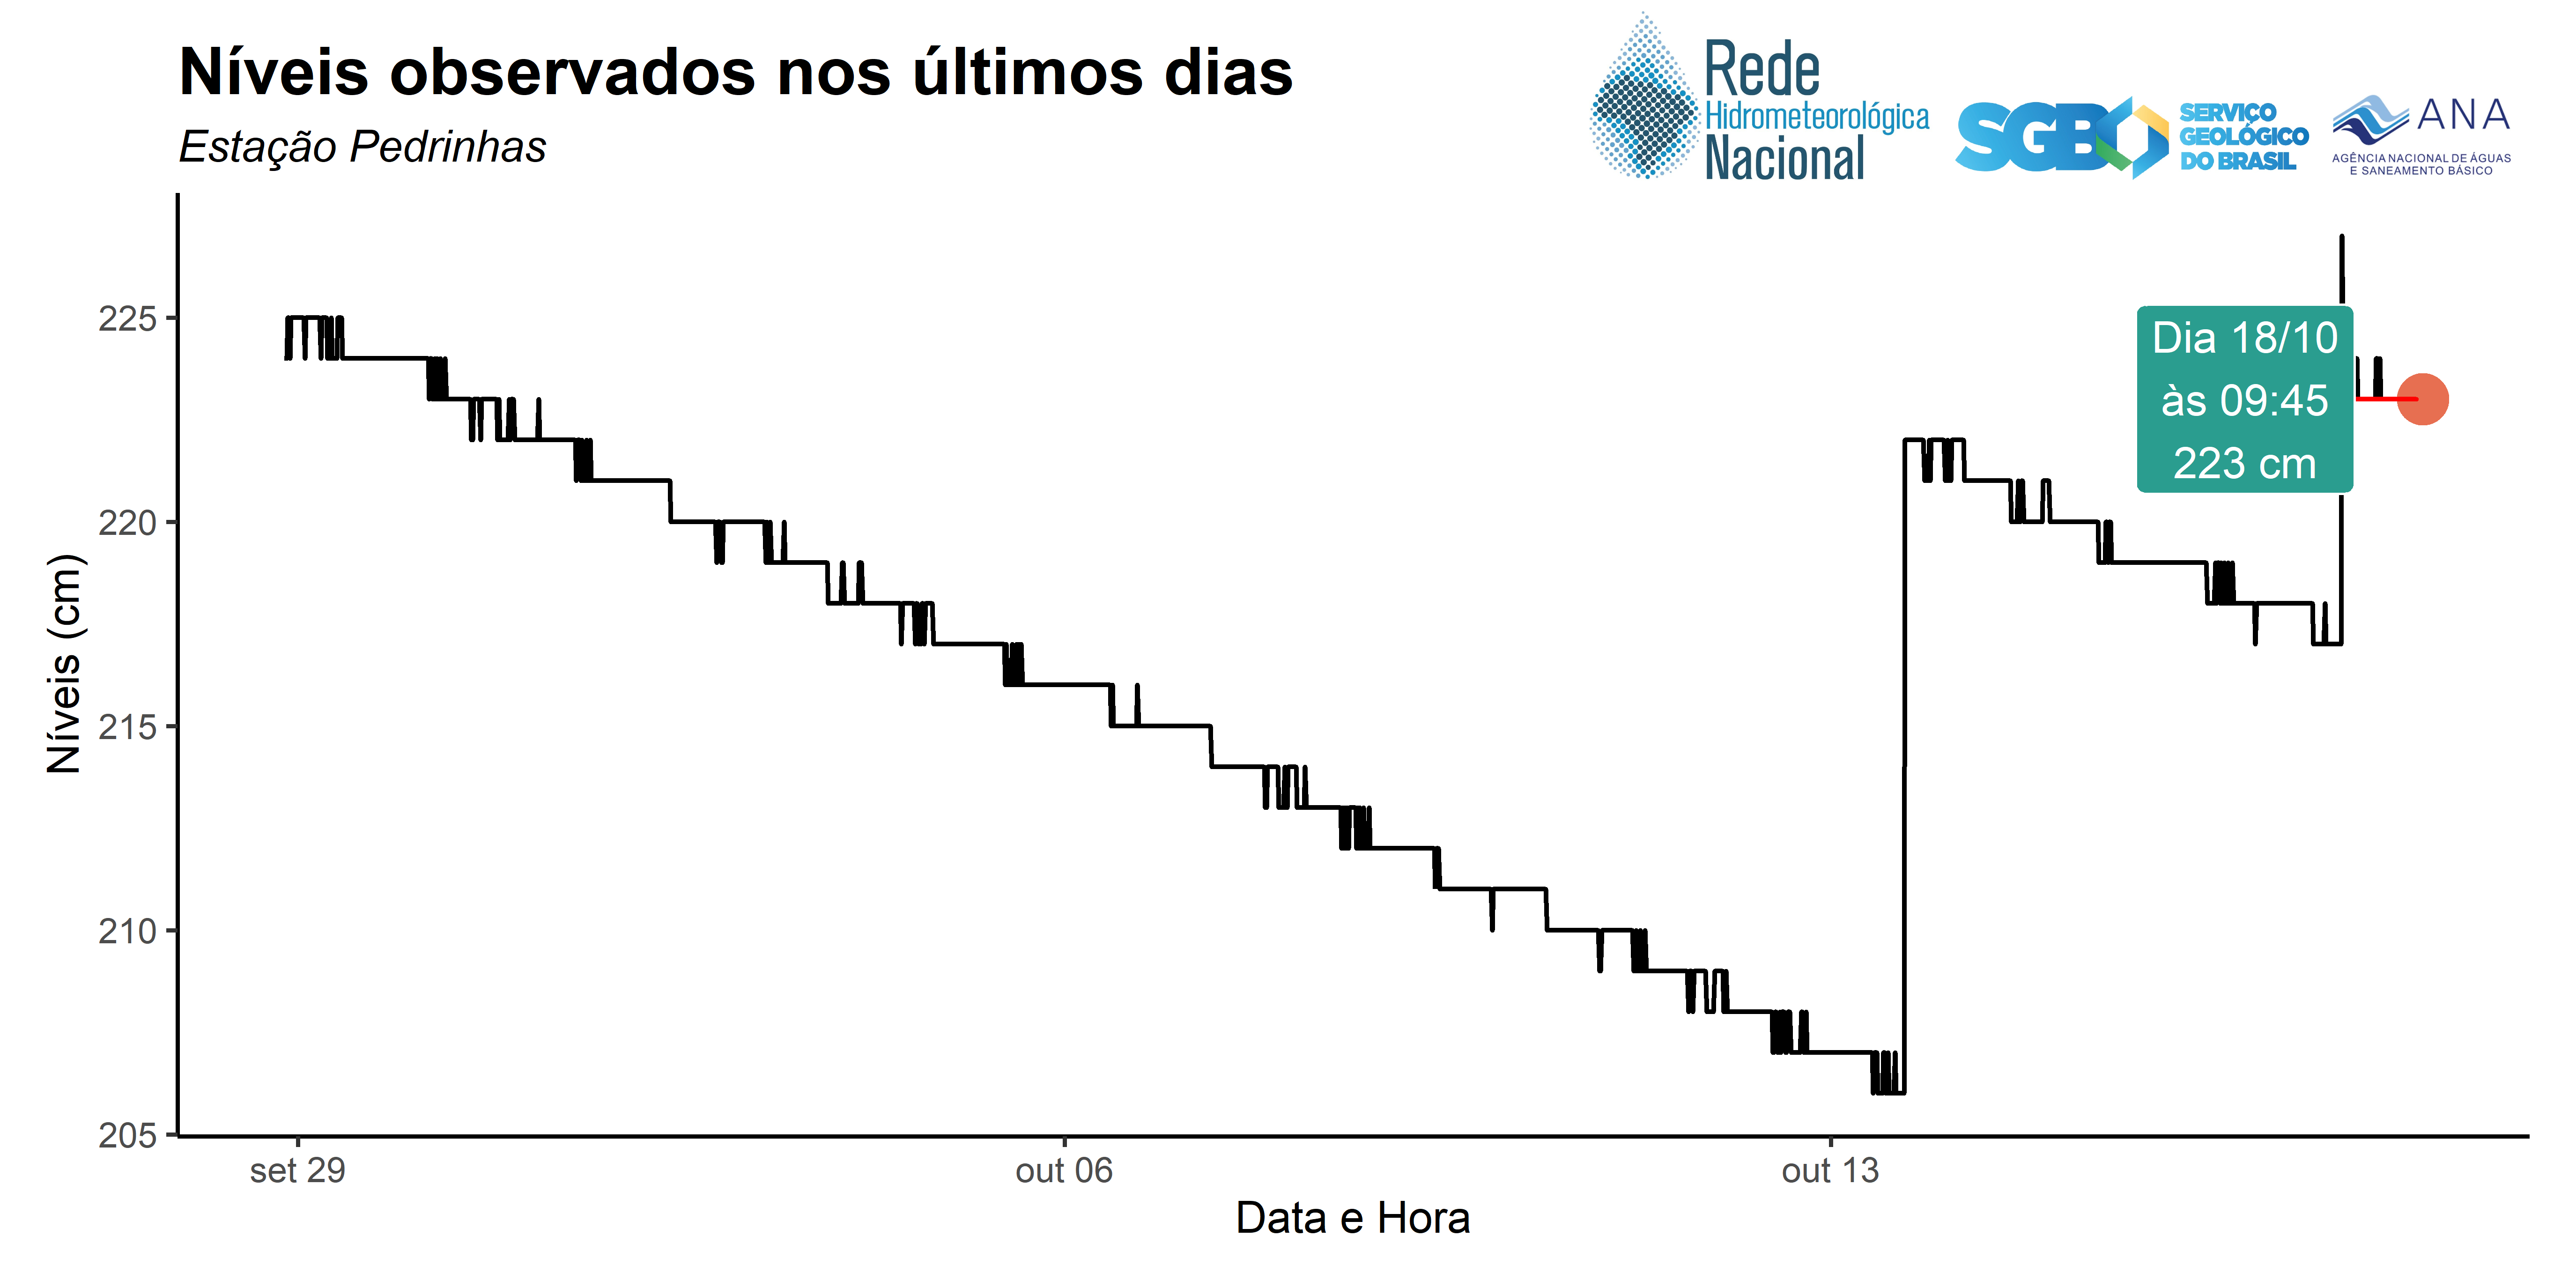 Níveis observados nos últimos dias
Estação Pedrinhas
Rede
Hidrometeorológica
Nacional
SGB
SERVIÇO
GEOLÓGICO
DO BRASIL
ANA
AGÊNCIA NACIONAL DE ÁGUAS
E SANEAMENTO BÁSICO
Níveis (cm)
225
220
215
210
205
Dia 18/10
às 09:45
223 cm
set 29
out 06
out 13
Data e Hora